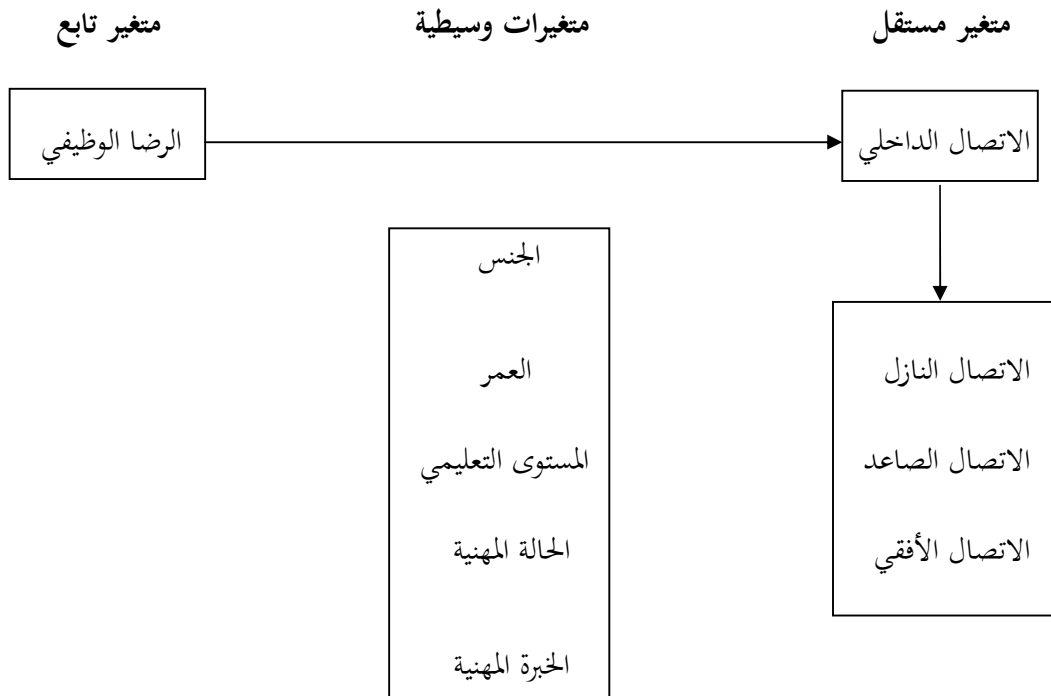 متغير مستقل
متغيرات وسيطية
متغير تابع
الاتصال الداخلي
الرضا الوظيفي
الجنس
العمر
المستوى التعليمي
الحالة المهنية
الخبرة المهنية
الاتصال النازل
الاتصال الصاعد
الاتصال الأفقي